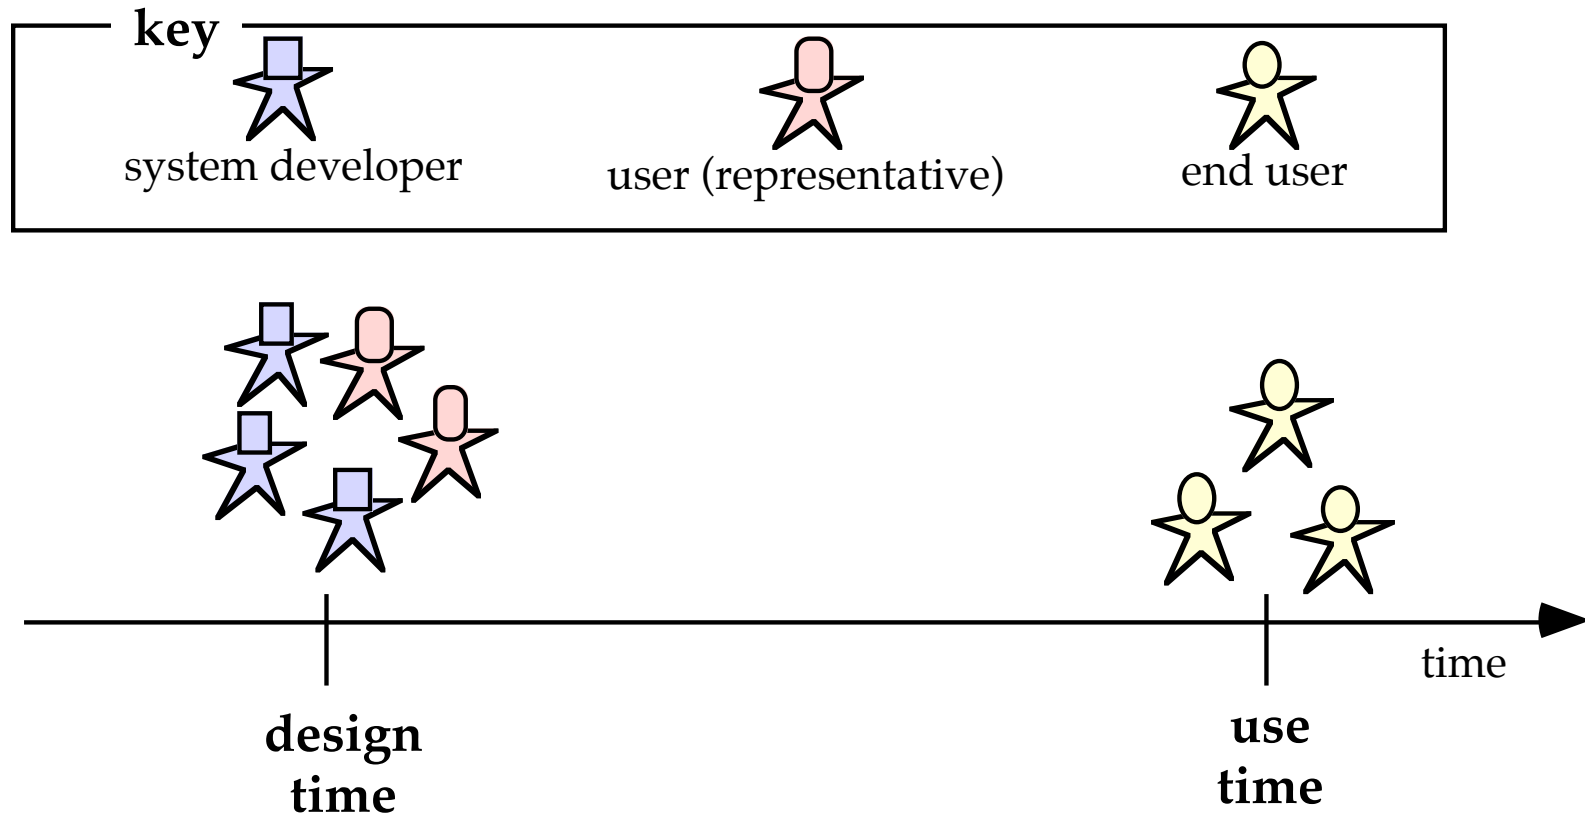 key
system developer
user (representative)
end user
time
design
time
use
time